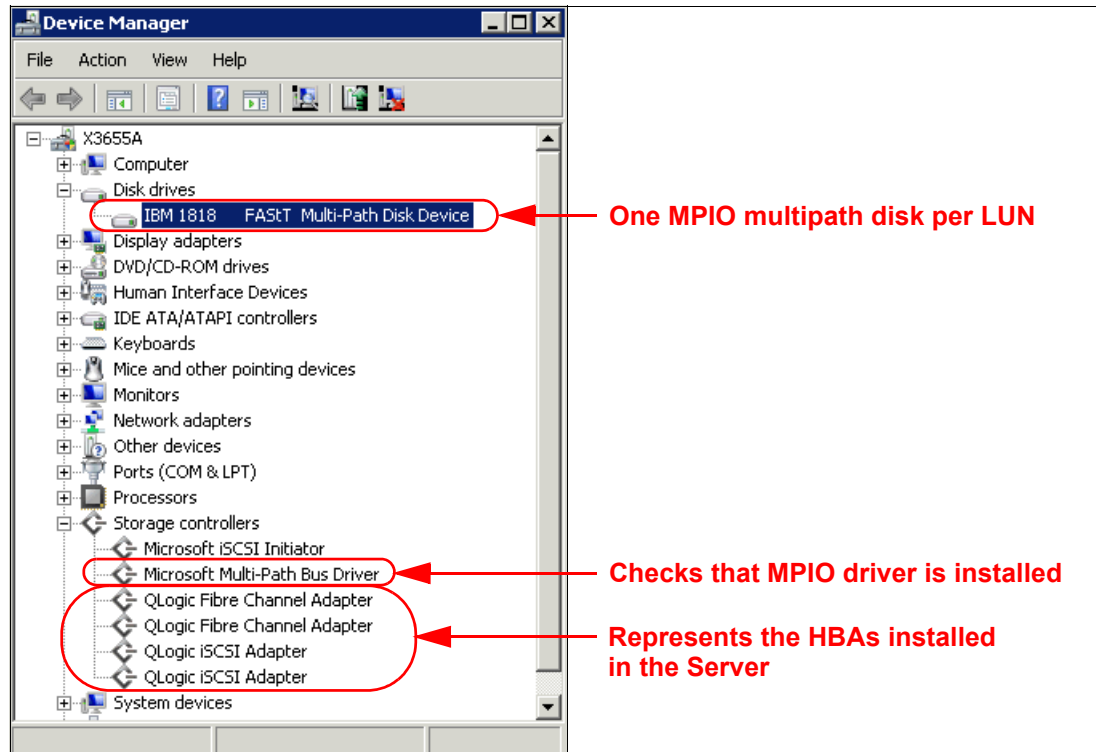 Device Manager
File Action View Help
X3655A
Computer
Disk drives
IBM 1818 FAStT Multi-Path Disk Device
One MPIO multipath disk per LUN
Display adapters
DVD/CD-ROM drives
Human Interface Devices
IDE ATA/ATAPI controllers
Keyboards
Mice and other pointing devices
Monitors
Network adapters
Other devices
Ports (COM & LPT)
Processors
Storage controllers
Microsoft iSCSI Initiator
Microsoft Multi-Path Bus Driver
Checks that MPIO driver is installed
QLogic Fibre Channel Adapter
QLogic Fibre Channel Adapter
QLogic iSCSI Adapter
QLogic iSCSI Adapter
Represents the HBAs installed
in the Server
System devices